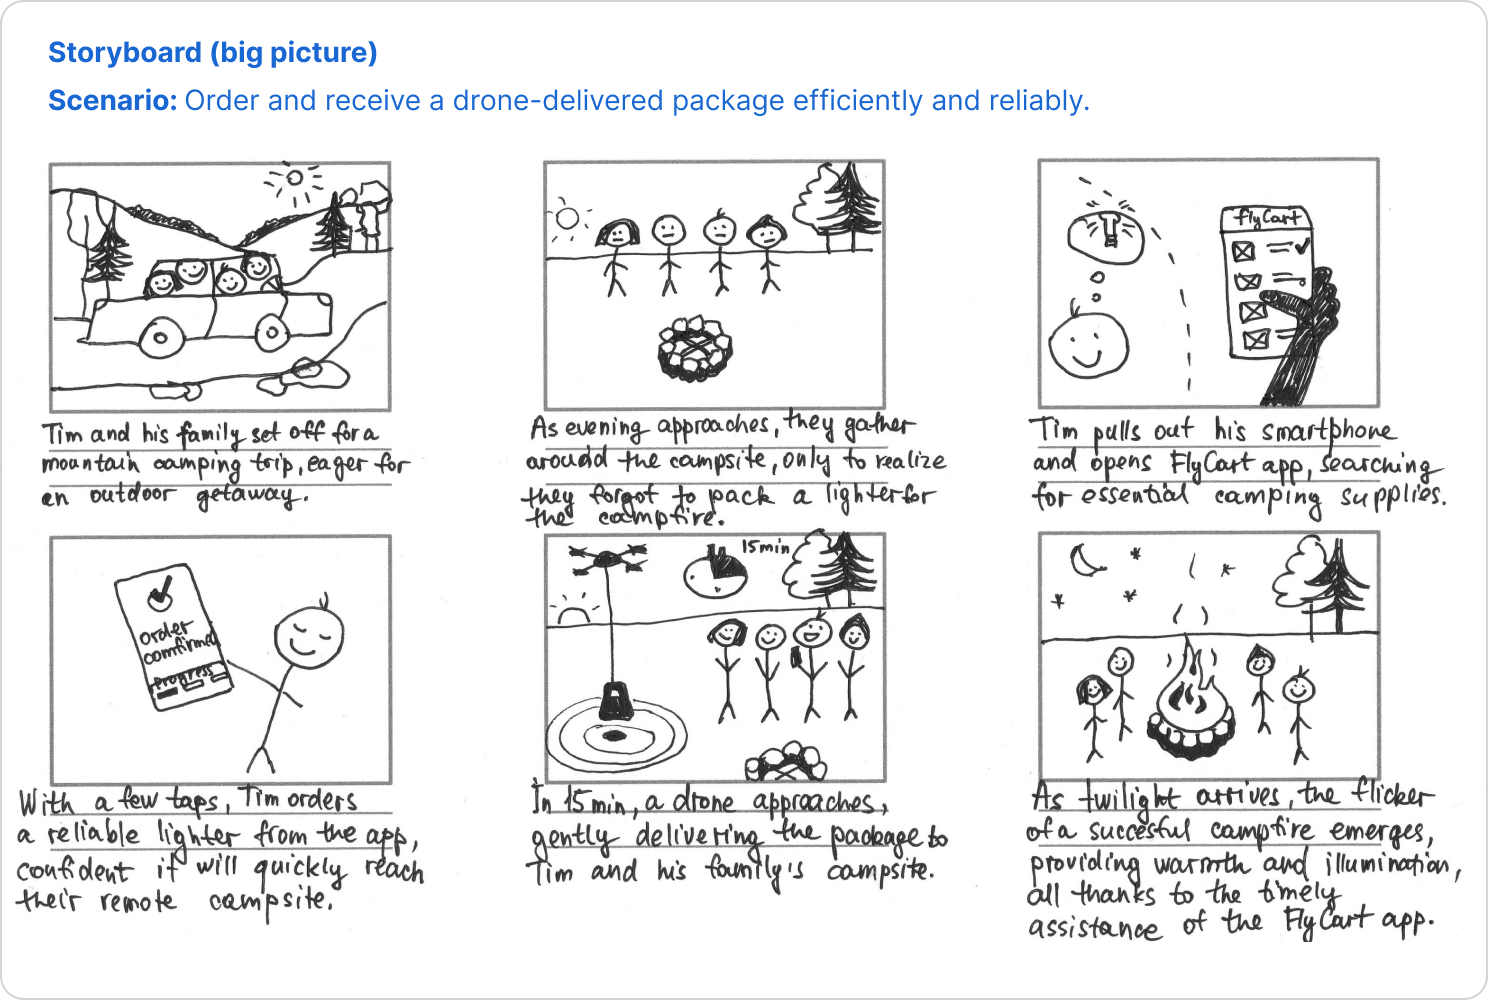 Storyboard (big picture)
Scenario: Order and receive a drone-delivered package efficiently and reliably.
Tim and his family set off for a
mountain camping trip, eager for
an outdoor getaway.
As evening approaches, they gather
around the campsite, only to realize
they forgot to pack a lighter for
the campfire.
FlyCart
Tim pulls out his smartphone
and opens FlyCart app, searching
for essential camping supplies.
order
comfirmed
Progress
With a few taps, Tim orders
a reliable lighter from the app,
confident it will quickly reach
their remote campsite.
15min
In 15 min, a drone approaches,
gently delivering the package to
Tim and his family's campsite.
As twilight arrives, the flicker
of a succesful campfire emerges,
providing warmth and illumination,
all thanks to the timely
assistance of the FlyCart app.